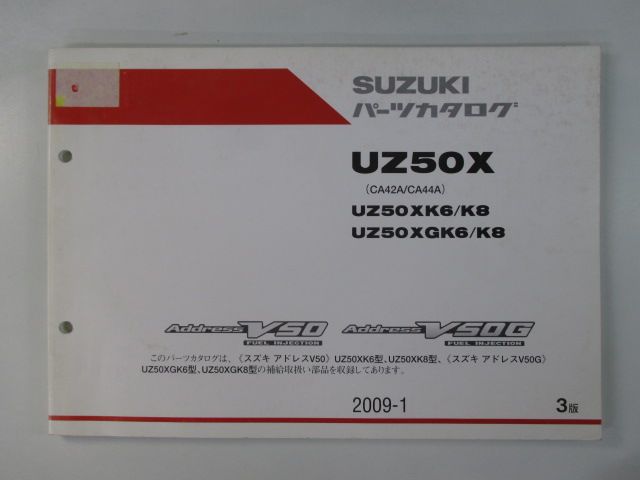 SUZUKI
パーツカタログ
UZ50X
(CA42A/CA44A)
UZ50XK6/K8
UZ50XGK6/K8
Address V50
FUEL INJECTION
Address V50G
FUEL INJECTION
このパーツカタログは、《スズキ アドレスV50》UZ50XK6型、UZ50XK8型、《スズキ アドレスV50G》
UZ50XGK6型、UZ50XGK8型の補給取扱い部品を収録してあります。
2009-1
3版